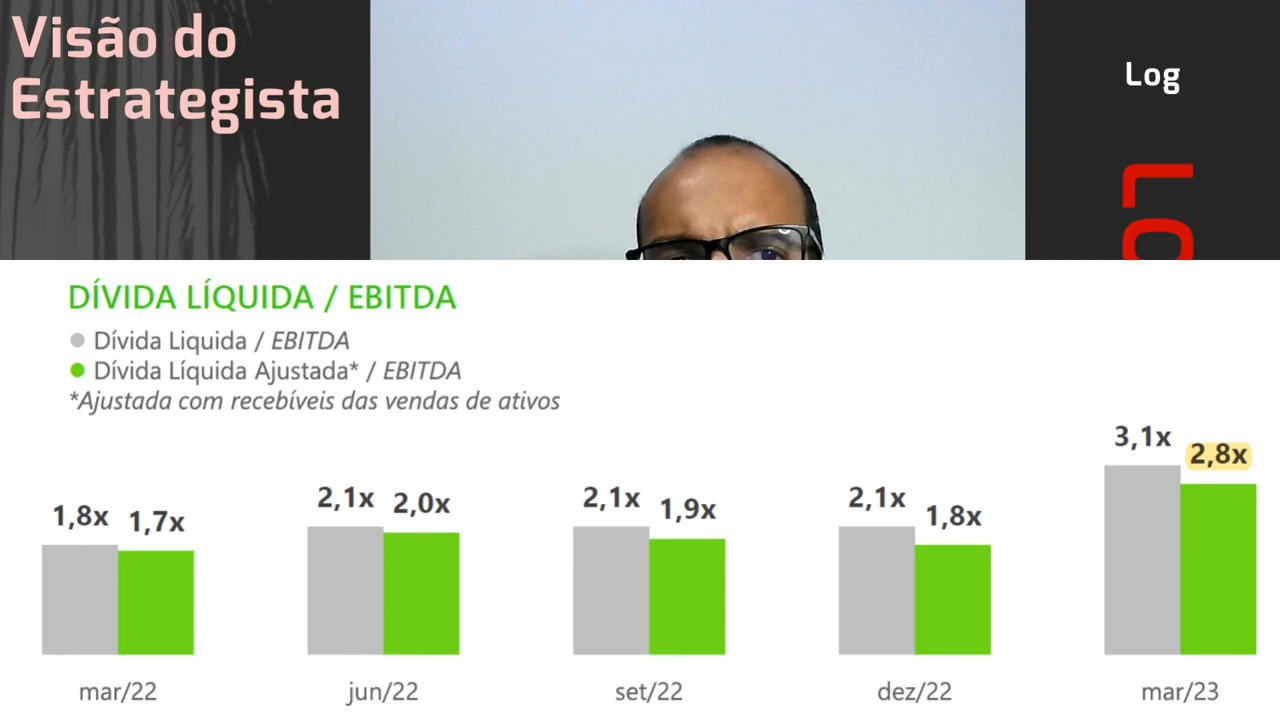 Visão do
Estrategista
Log
LO
DÍVIDA LÍQUIDA / EBITDA
Dívida Liquida / EBITDA
Dívida Líquida Ajustada* / EBITDA
*Ajustada com recebíveis das vendas de ativos
1,8x 1,7x
2,1x 2,0x
2,1x 1,9x
2,1x 1,8x
3,1x 2,8x
mar/22 jun/22 set/22 dez/22 mar/23